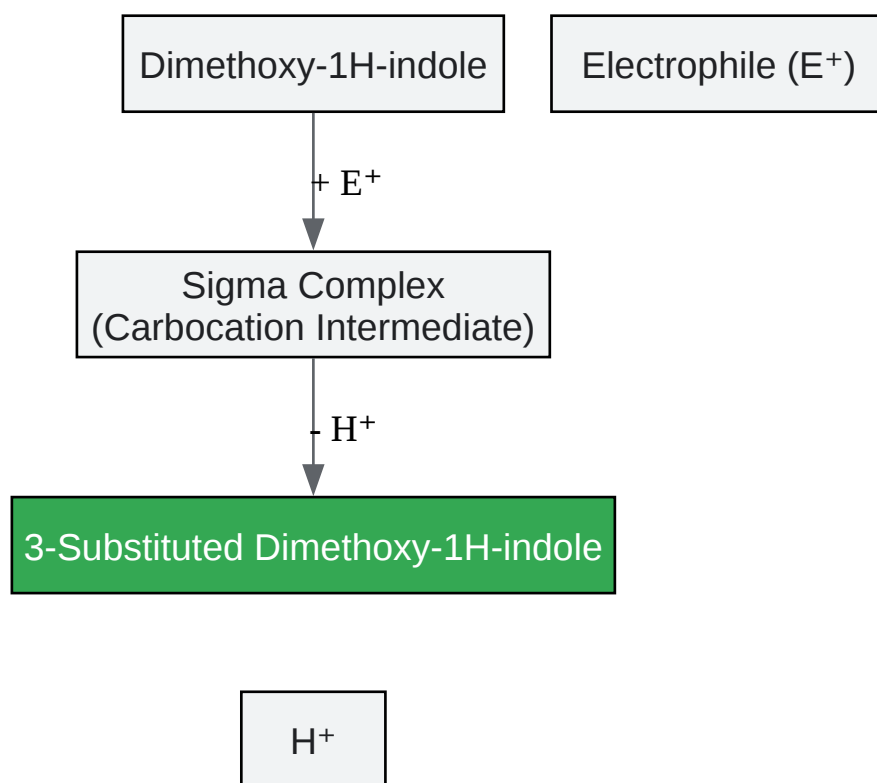 Dimethoxy-1H-indole
Electrophile (E⁺)
+ E⁺
Sigma Complex
(Carbocation Intermediate)
- H⁺
3-Substituted Dimethoxy-1H-indole
H⁺